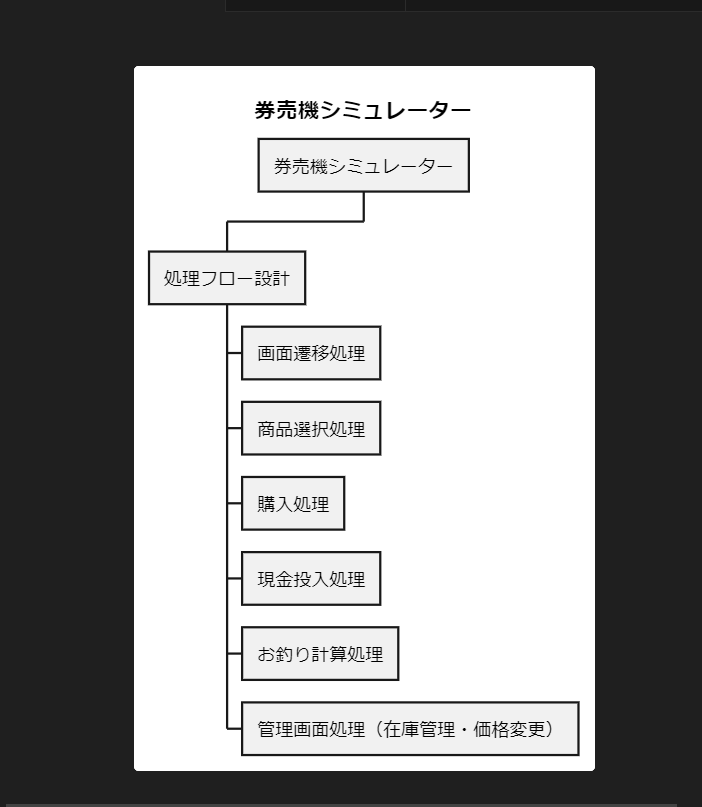 券売機シミュレーター
券売機シミュレーター
処理フロー設計
画面遷移処理
商品選択処理
購入処理
現金投入処理
お釣り計算処理
管理画面処理（在庫管理・価格変更）